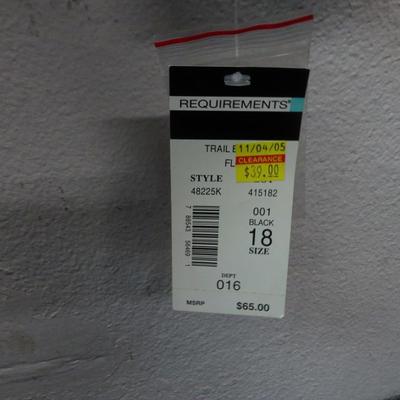 REQUIREMENTS®
TRAIL
11/04/05
CLEARANCE
$39.00
STYLE
48225K 415182
001
BLACK
18
SIZE
DEPT
016
MSRP $65.00